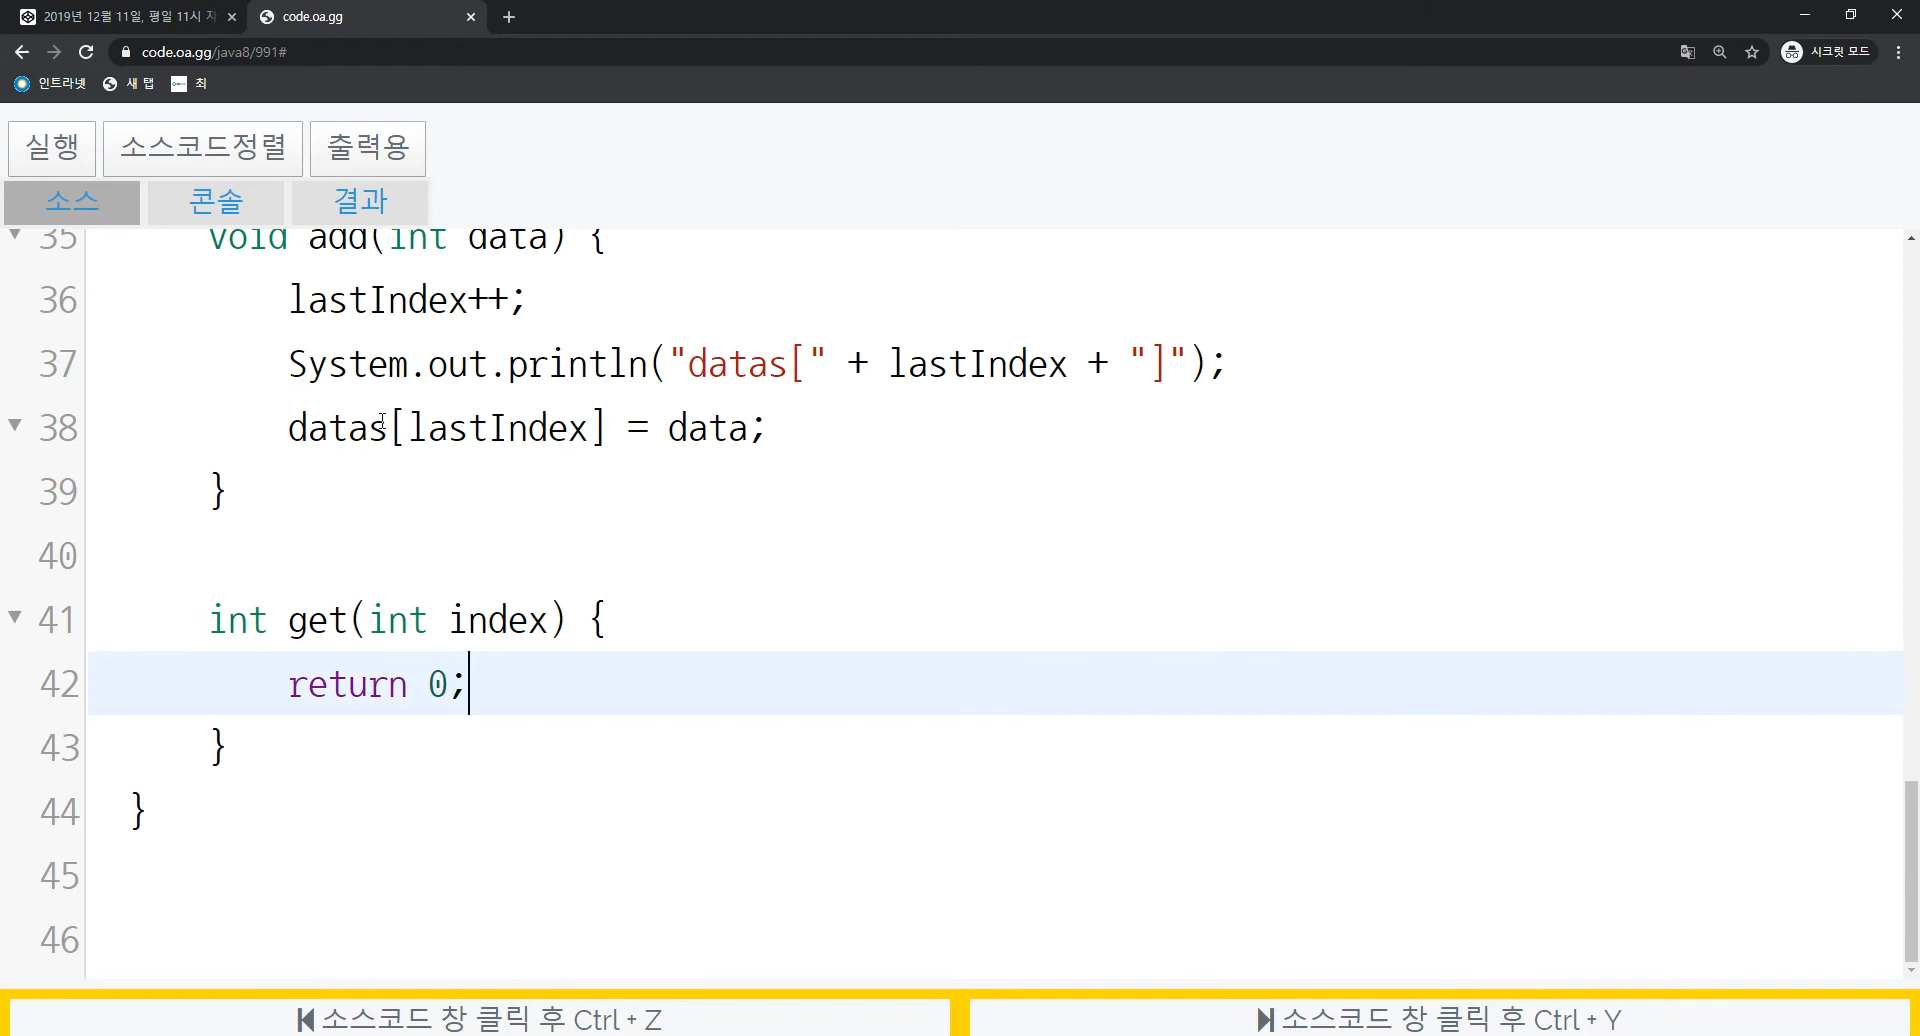 2019년 12월 11일, 평일 11시 자
code.oa.gg
code.oa.gg/java8/991#
시크릿 모드
인트라넷
새 탭
최
실행
소스코드정렬
출력용
소스
콘솔
결과
35 void add(int data) {
36 lastIndex++;
37 System.out.println("datas[" + lastIndex + "]");
38 datas[lastIndex] = data;
39 }
40
41 int get(int index) {
42 return 0;
43 }
44 }
45
46
소스코드 창 클릭 후 Ctrl + Z
소스코드 창 클릭 후 Ctrl + Y